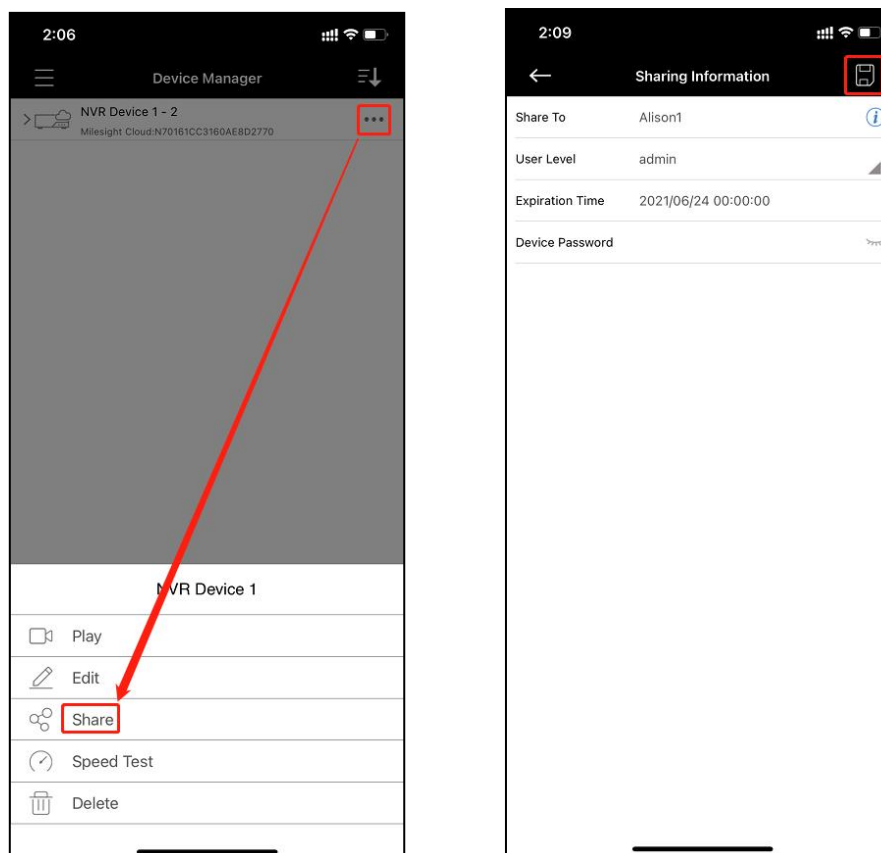 2:06
Device Manager
NVR Device 1 - 2
Milesight Cloud:N70161CC3160AE8D2770
NVR Device 1
Play
Edit
Share
Speed Test
Delete
2:09
Sharing Information
Share To Alison1
User Level admin
Expiration Time 2021/06/24 00:00:00
Device Password